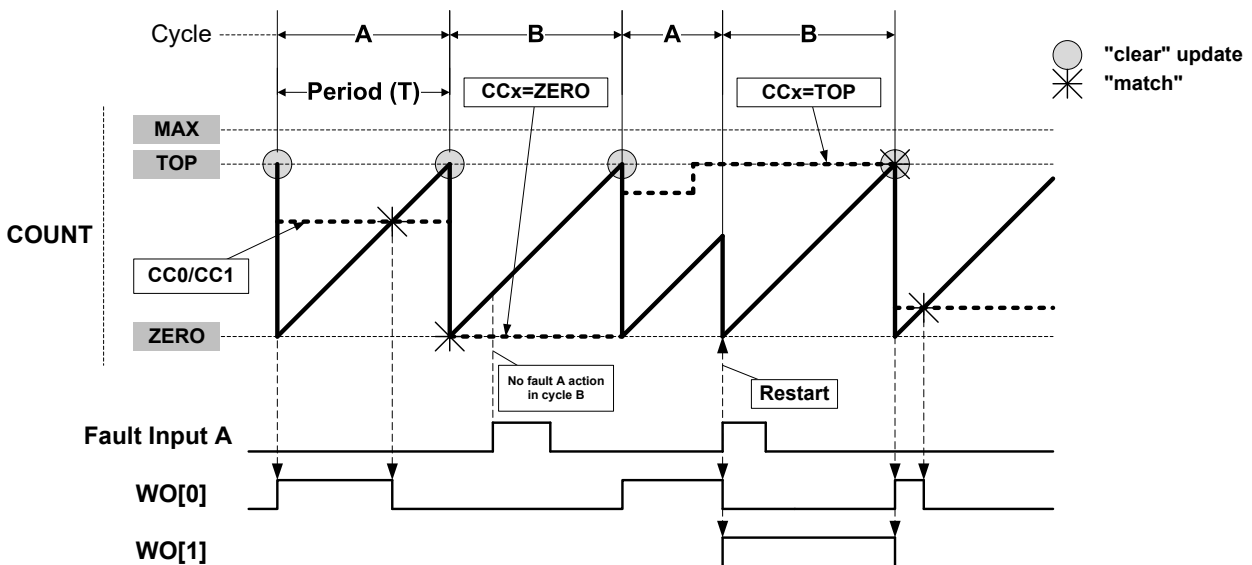 Cycle
A
B
A
B
"clear" update
"match"
Period (T)
CCx=ZERO
CCx=TOP
MAX
TOP
COUNT
CC0/CC1
ZERO
No fault A action
in cycle B
Restart
Fault Input A
WO[0]
WO[1]